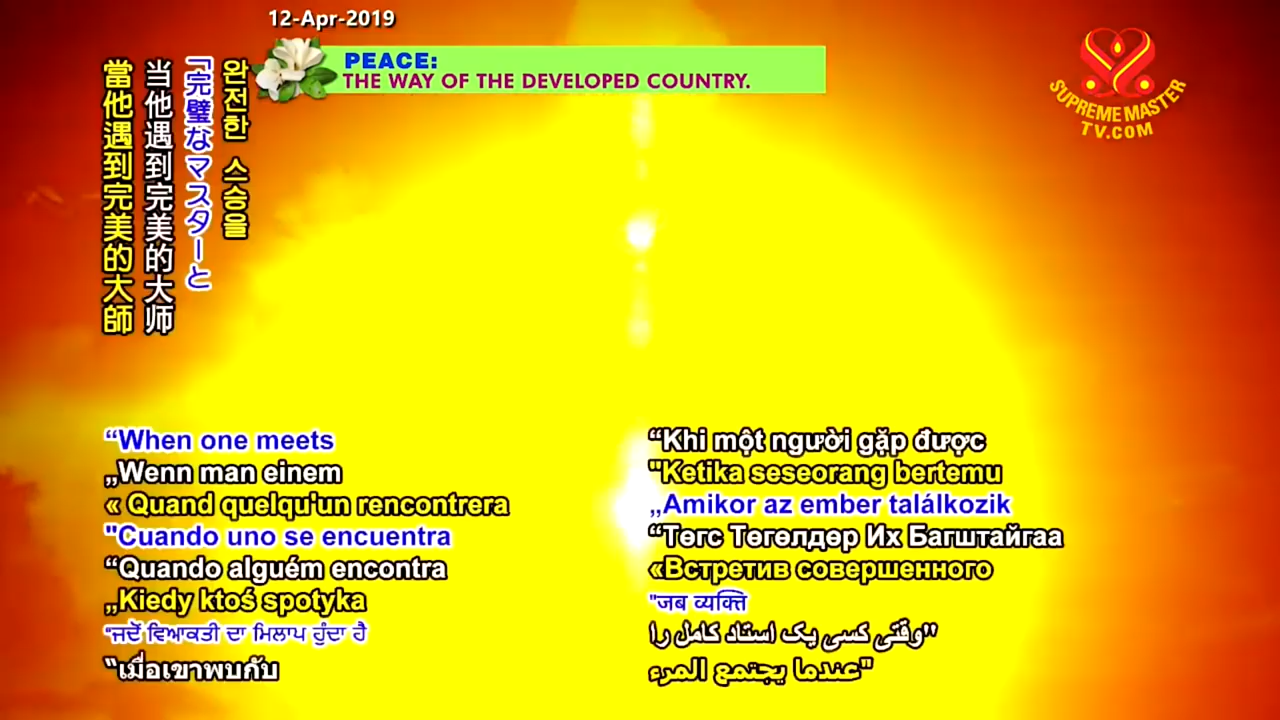 12-Apr-2019
PEACE:
THE WAY OF THE DEVELOPED COUNTRY.
SUPREME MASTER
TV.COM
완전한 스승을
「完璧なマスターと
当他遇到完美的大师
當他遇到完美的大師
“When one meets
„Wenn man einem
« Quand quelqu'un rencontrera
"Cuando uno se encuentra
“Quando alguém encontra
„Kiedy ktoś spotyka
"ਜਦੋਂ ਵਿਆਕਤੀ ਦਾ ਮਿਲਾਪ ਹੁੰਦਾ ਹੈ
“เมื่อเขาพบกับ
“Khi một người gặp được
"Ketika seseorang bertemu
„Amikor az ember találkozik
“Төгс Төгөлдөр Их Багштайгаа
«Встретив совершенного
"जब व्यक्ति
"وقتی کسی یک استاد کامل را
"عندما يجتمع المرء